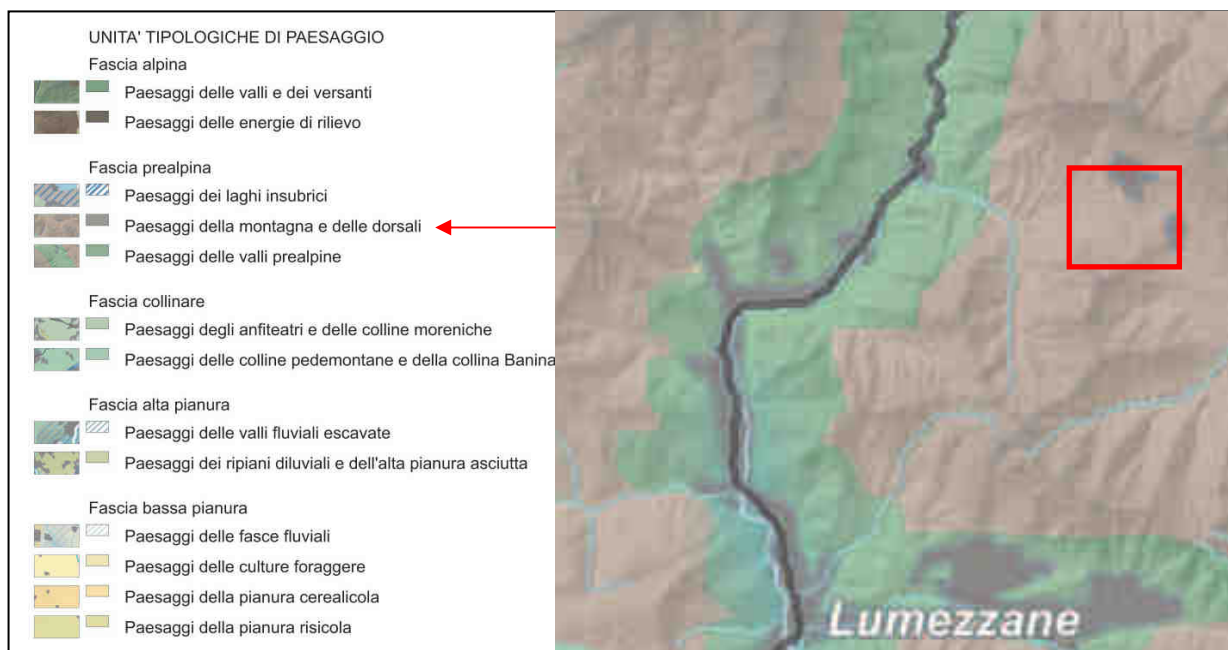 UNITA' TIPOLOGICHE DI PAESAGGIO
Fascia alpina
Paesaggi delle valli e dei versanti
Paesaggi delle energie di rilievo
Fascia prealpina
Paesaggi dei laghi insubrici
Paesaggi della montagna e delle dorsali
Paesaggi delle valli prealpine
Fascia collinare
Paesaggi degli anfiteatri e delle colline moreniche
Paesaggi delle colline pedemontane e della collina Banina
Fascia alta pianura
Paesaggi delle valli fluviali escavate
Paesaggi dei ripiani diluviali e dell'alta pianura asciutta
Fascia bassa pianura
Paesaggi delle fasce fluviali
Paesaggi delle culture foraggere
Paesaggi della pianura cerealicola
Paesaggi della pianura risicola
Lumezzane